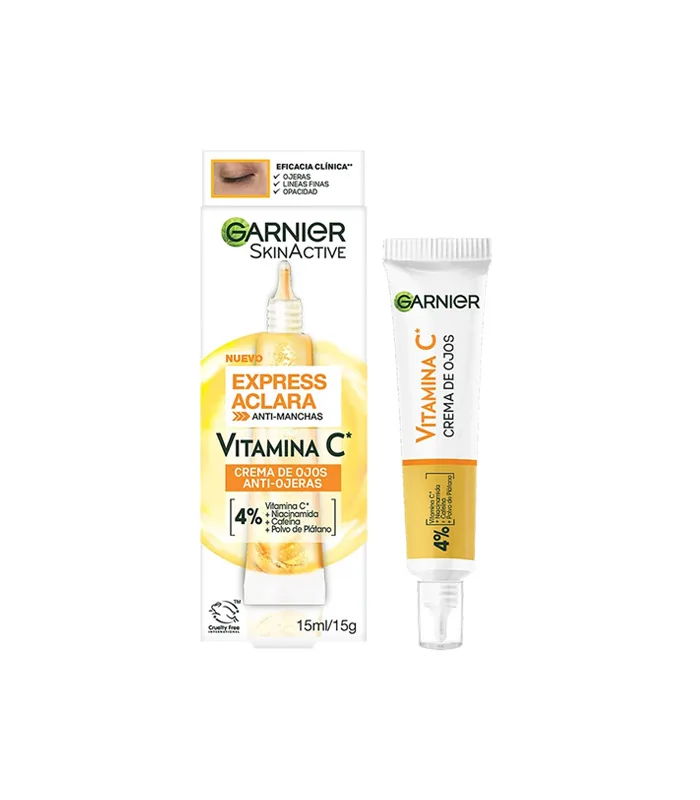 EFICACIA CLÍNICA**
✓ OJERAS
✓ LINEAS FINAS
✓ OPACIDAD
GARNIER
SKINACTIVE
NUEVO
EXPRESS
ACLARA
ANTI-MANCHAS
VITAMINA C*
CREMA DE OJOS
ANTI-OJERAS
4%
Vitamina C*
+ Niacinamida
+ Cafeína
+ Polvo de Plátano
TM
Cruelty Free
INTERNATIONAL
15ml/15g
GARNIER
VITAMINA C*
CREMA DE OJOS
4%
Vitamina C*
+ Niacinamida
+ Cafeína
+ Polvo de Plátano